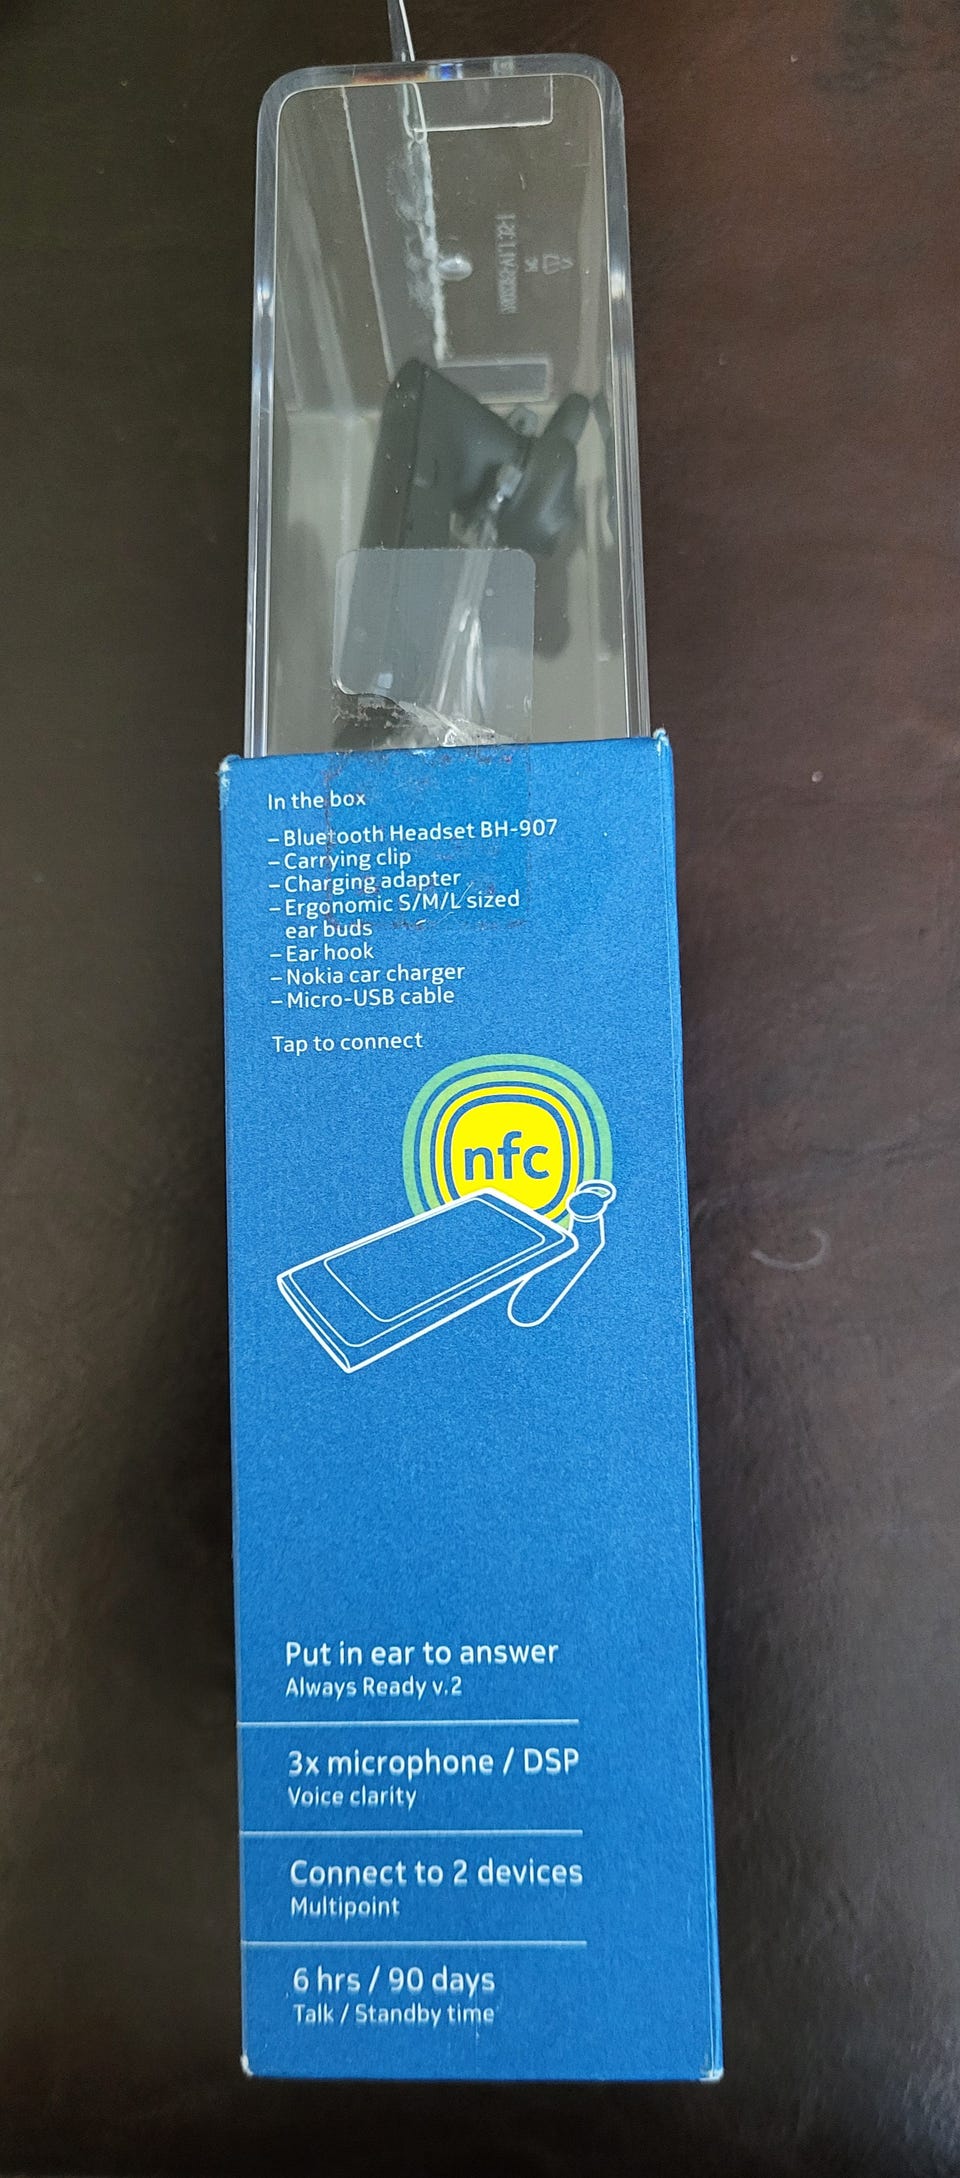 In the box
– Bluetooth Headset BH-907
– Carrying clip
– Charging adapter
– Ergonomic S/M/L sized
ear buds
– Ear hook
– Nokia car charger
– Micro-USB cable
Tap to connect
nfc
Put in ear to answer
Always Ready v.2
3x microphone / DSP
Voice clarity
Connect to 2 devices
Multipoint
6 hrs / 90 days
Talk / Standby time